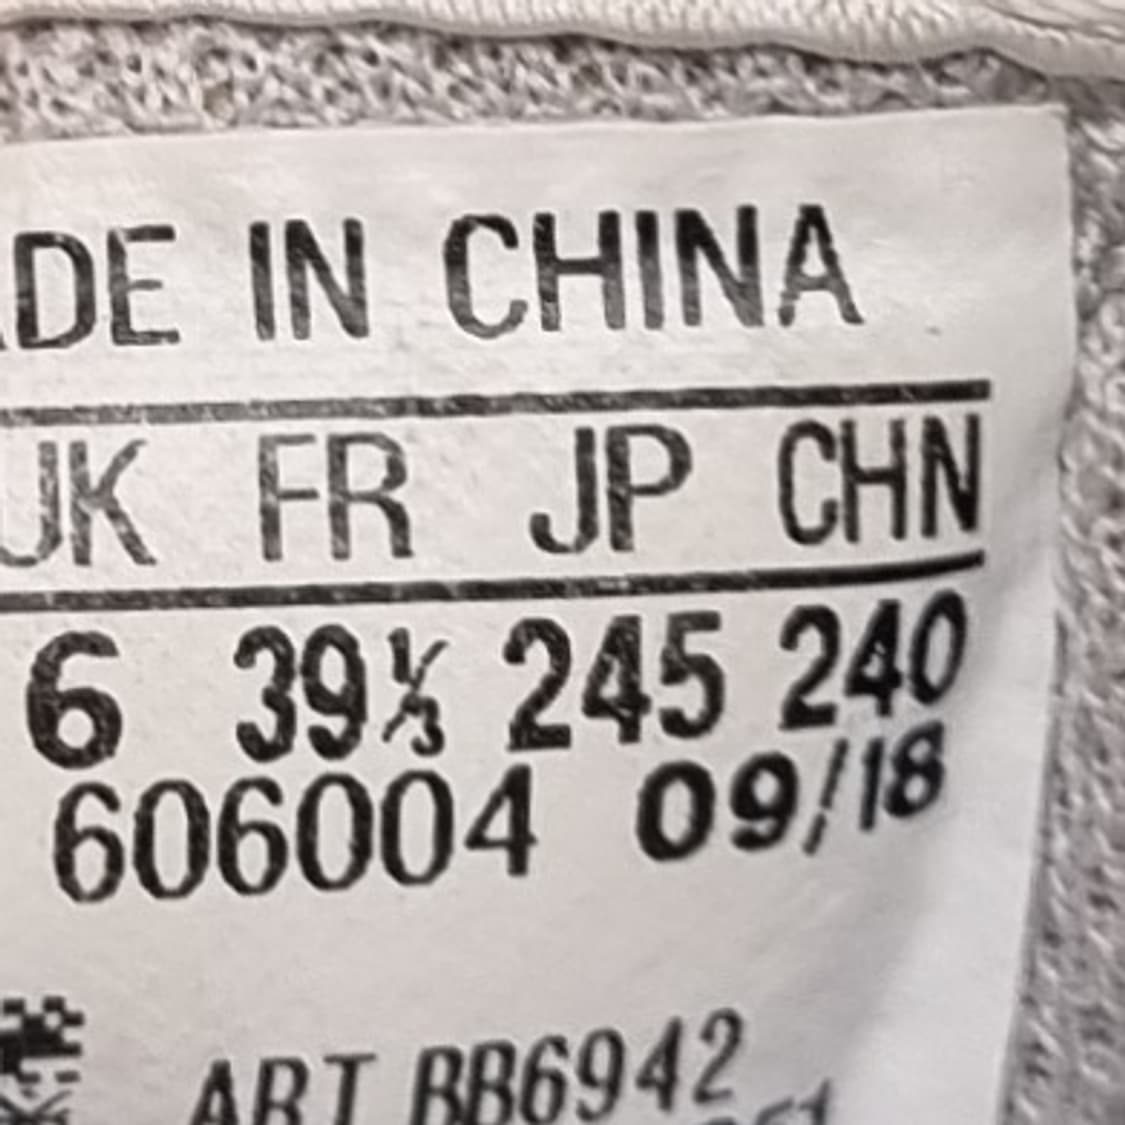 ADE IN CHINA
UK FR JP CHN
6 39⅓ 245 240
606004 09/18
ART BB6942